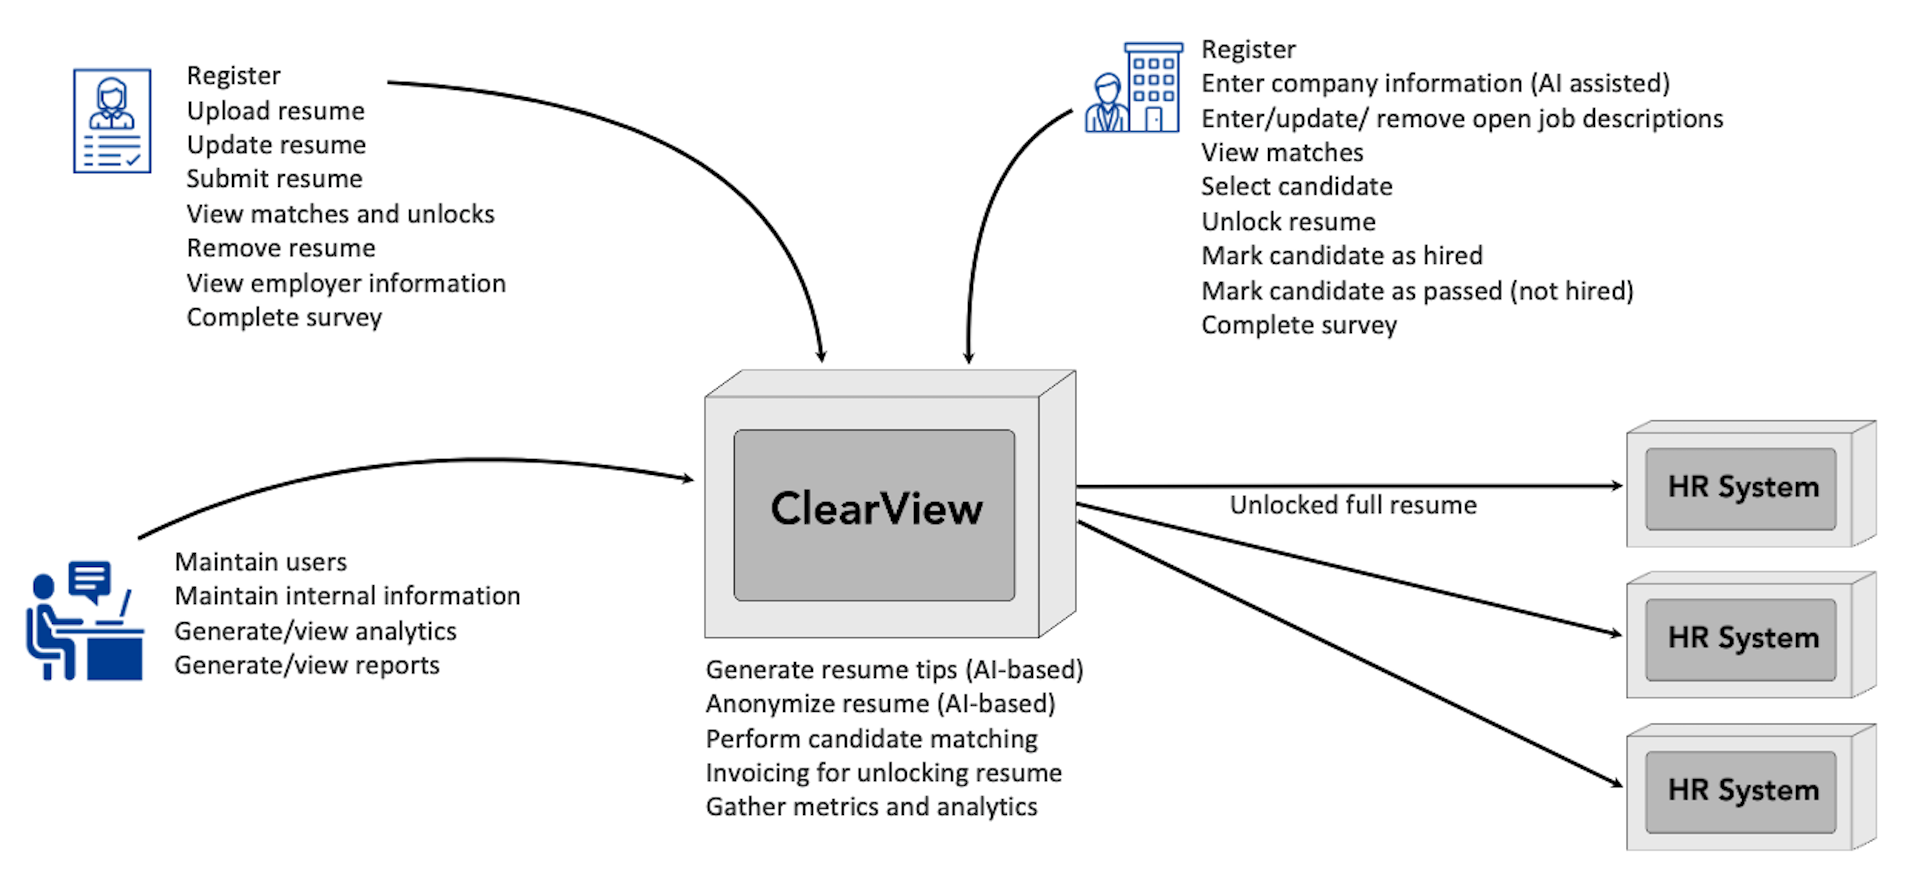 Register
Upload resume
Update resume
Submit resume
View matches and unlocks
Remove resume
View employer information
Complete survey
Register
Enter company information (AI assisted)
Enter/update/ remove open job descriptions
View matches
Select candidate
Unlock resume
Mark candidate as hired
Mark candidate as passed (not hired)
Complete survey
Maintain users
Maintain internal information
Generate/view analytics
Generate/view reports
ClearView
Generate resume tips (AI-based)
Anonymize resume (AI-based)
Perform candidate matching
Invoicing for unlocking resume
Gather metrics and analytics
Unlocked full resume
HR System
HR System
HR System